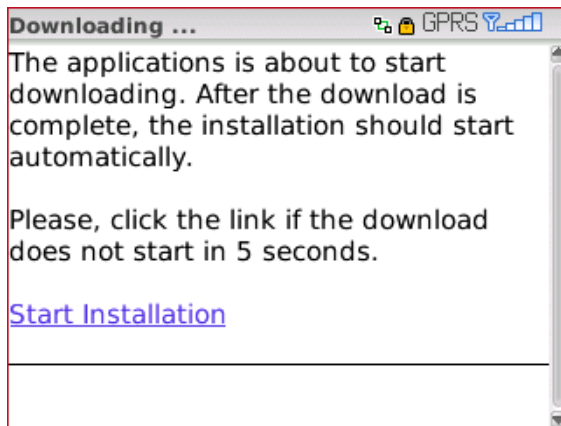 Downloading ...
GPRS
The applications is about to start
downloading. After the download is
complete, the installation should start
automatically.
Please, click the link if the download
does not start in 5 seconds.
Start Installation